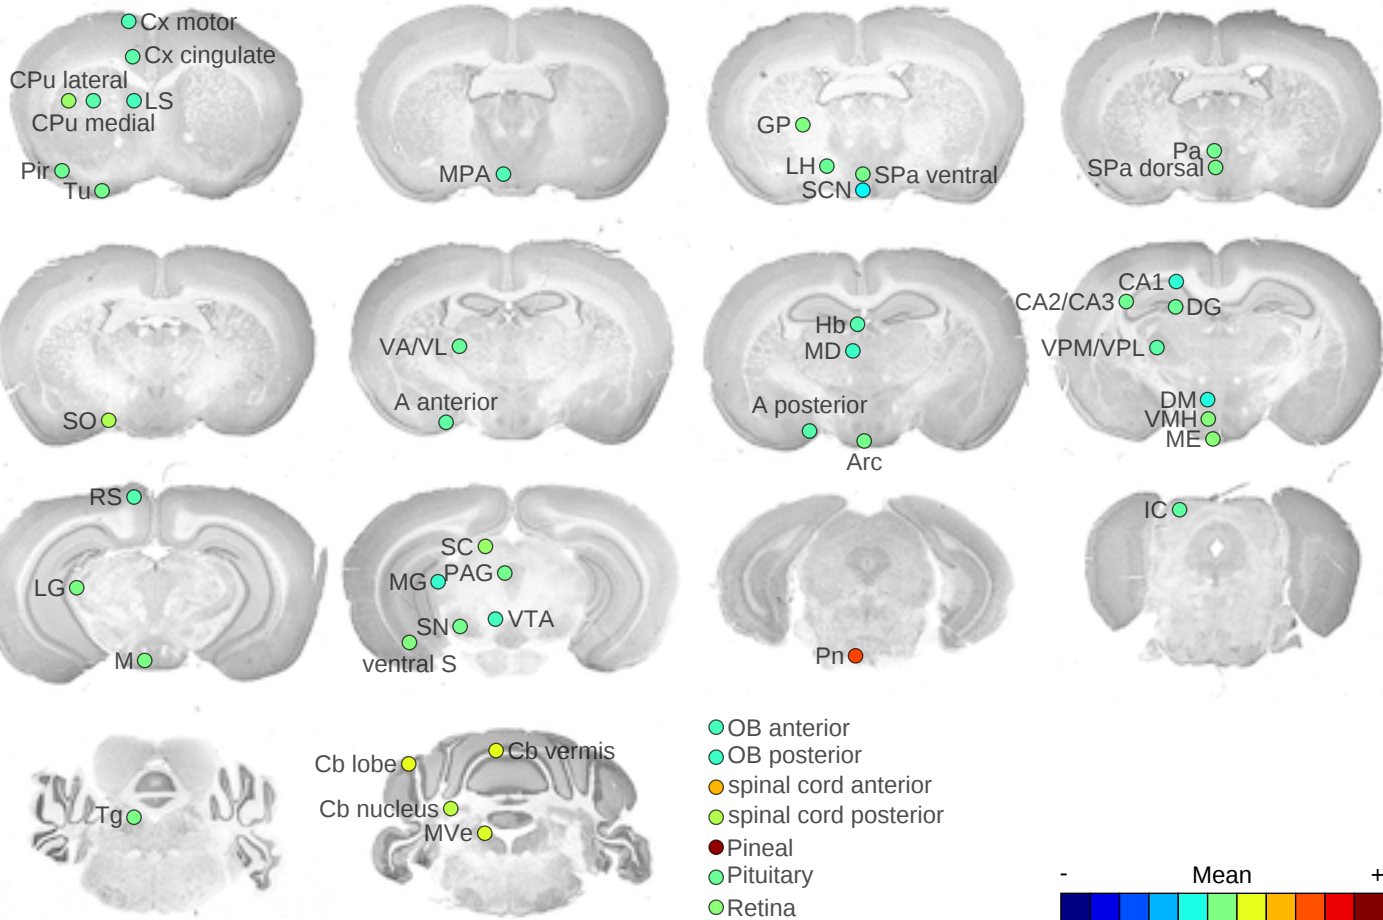 Cx motor
Cx cingulate
CPu lateral
LS
CPu medial
Pir
Tu
MPA
GP
LH
SPa ventral
SCN
Pa
SPa dorsal
SO
VA/VL
A anterior
Hb
MD
A posterior
Arc
CA1
CA2/CA3
DG
VPM/VPL
DM
VMH
ME
RS
LG
M
SC
PAG
MG
VTA
SN
ventral S
Pn
IC
Tg
Cb vermis
Cb lobe
Cb nucleus
MVe
OB anterior
OB posterior
spinal cord anterior
spinal cord posterior
Pineal
Pituitary
Retina
- Mean +